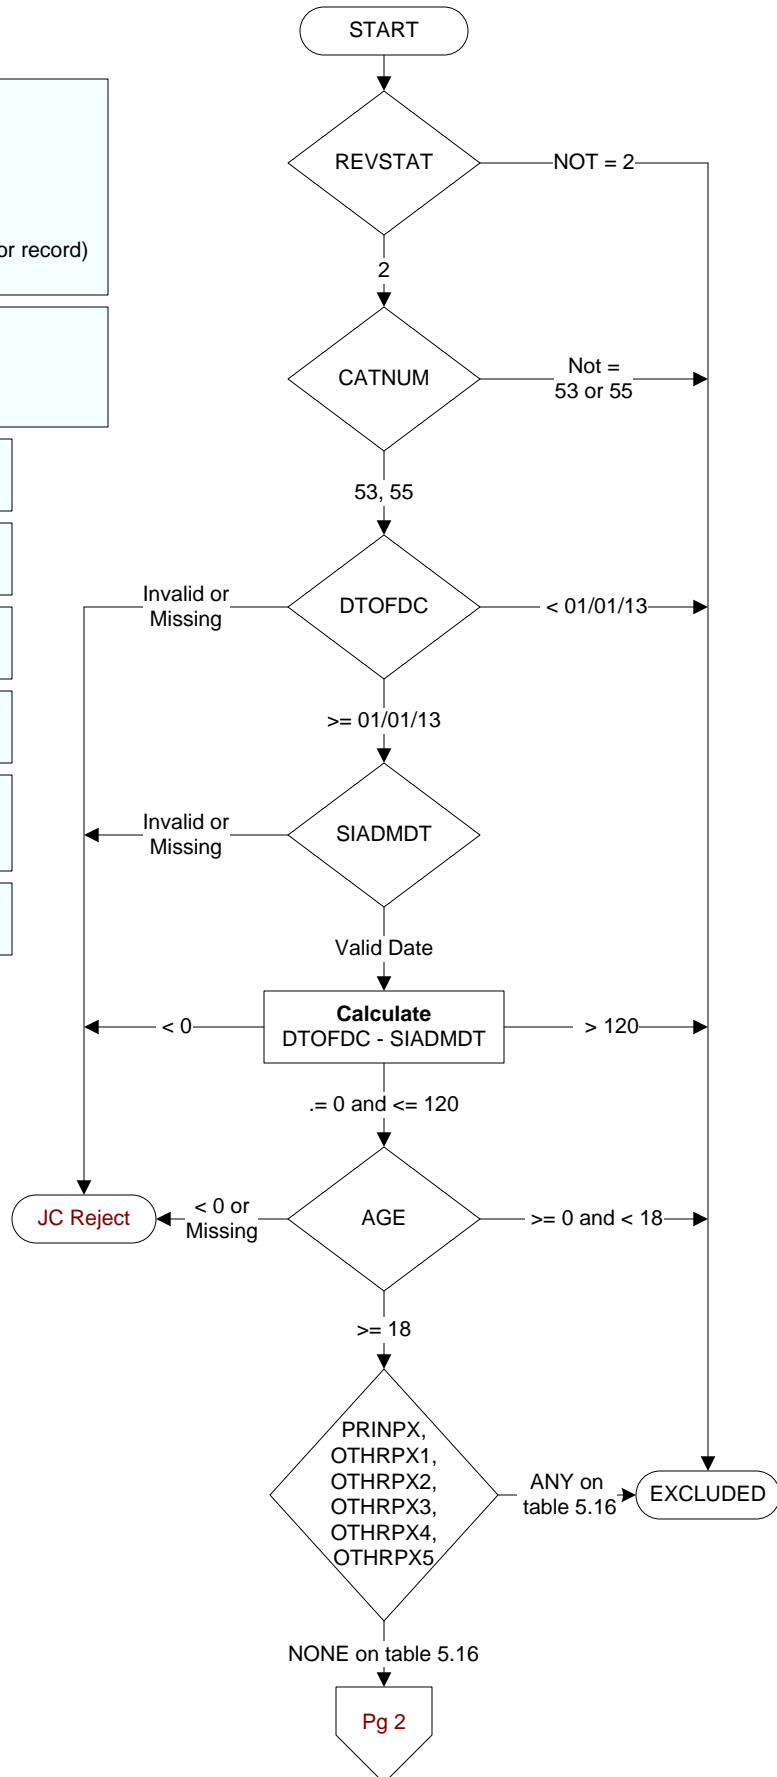 START
REVSTAT
NOT = 2
or record)
2
CATNUM
Not =
53 or 55
53, 55
DTOFDC
Invalid or
Missing
< 01/01/13
>= 01/01/13
SIADMDT
Invalid or
Missing
Valid Date
Calculate
DTOFDC - SIADMDT
< 0
> 120
.= 0 and <= 120
JC Reject
< 0 or
Missing
AGE
>= 0 and < 18
>= 18
PRINPX,
OTHRPX1,
OTHRPX2,
OTHRPX3,
OTHRPX4,
OTHRPX5
ANY on
table 5.16
EXCLUDED
NONE on table 5.16
Pg 2